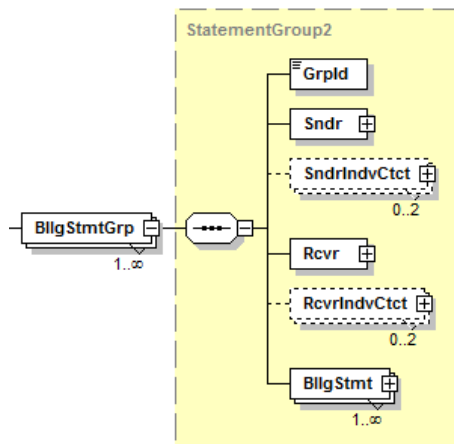 StatementGroup2
GrpId
Sndr
SndrIndvCtct
0..2
BllgStmtGrp
1..∞
Rcvr
RcvrIndvCtct
0..2
BllgStmt
1..∞